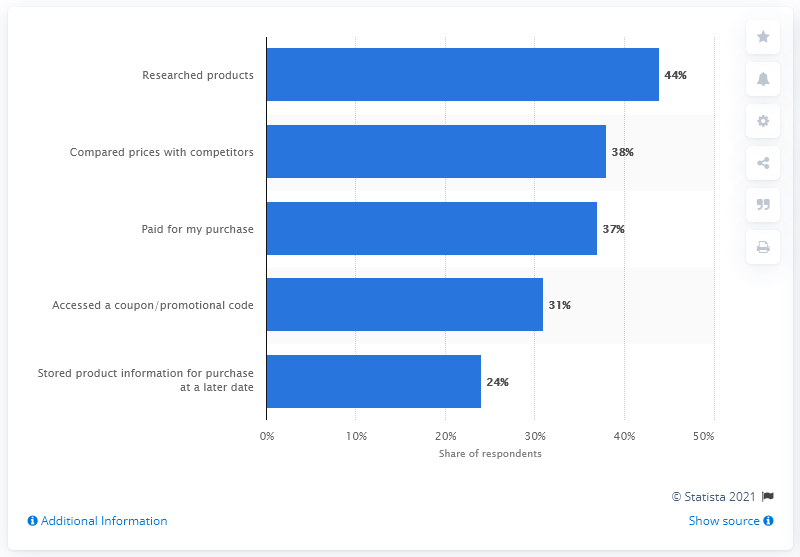 Researched products
44%
Compared prices with competitors
38%
Paid for my purchase
37%
Accessed a coupon/promotional code
31%
Stored product information for purchase
at a later date
24%
0%
10%
20%
30%
40%
50%
Share of respondents
© Statista 2021
Additional Information
Show source